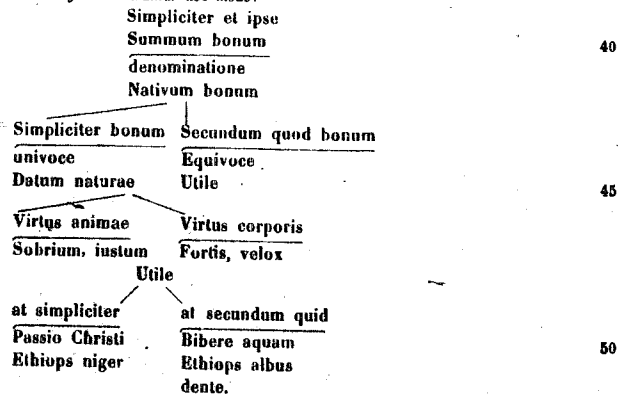 Simpliciter et ipse
Summum bonum 40
denominatione
Nativum bonum
Simpliciter bonum Secundum quod bonum
univoce Equivoce
Datum naturae Utile 45
Virtus animae Virtus corporis
Sobrium, iustum Fortis, velox
Utile
at simpliciter at secundum quid
Passio Christi Bibere aquam
Ethiops niger Ethiops albus 50
dente.